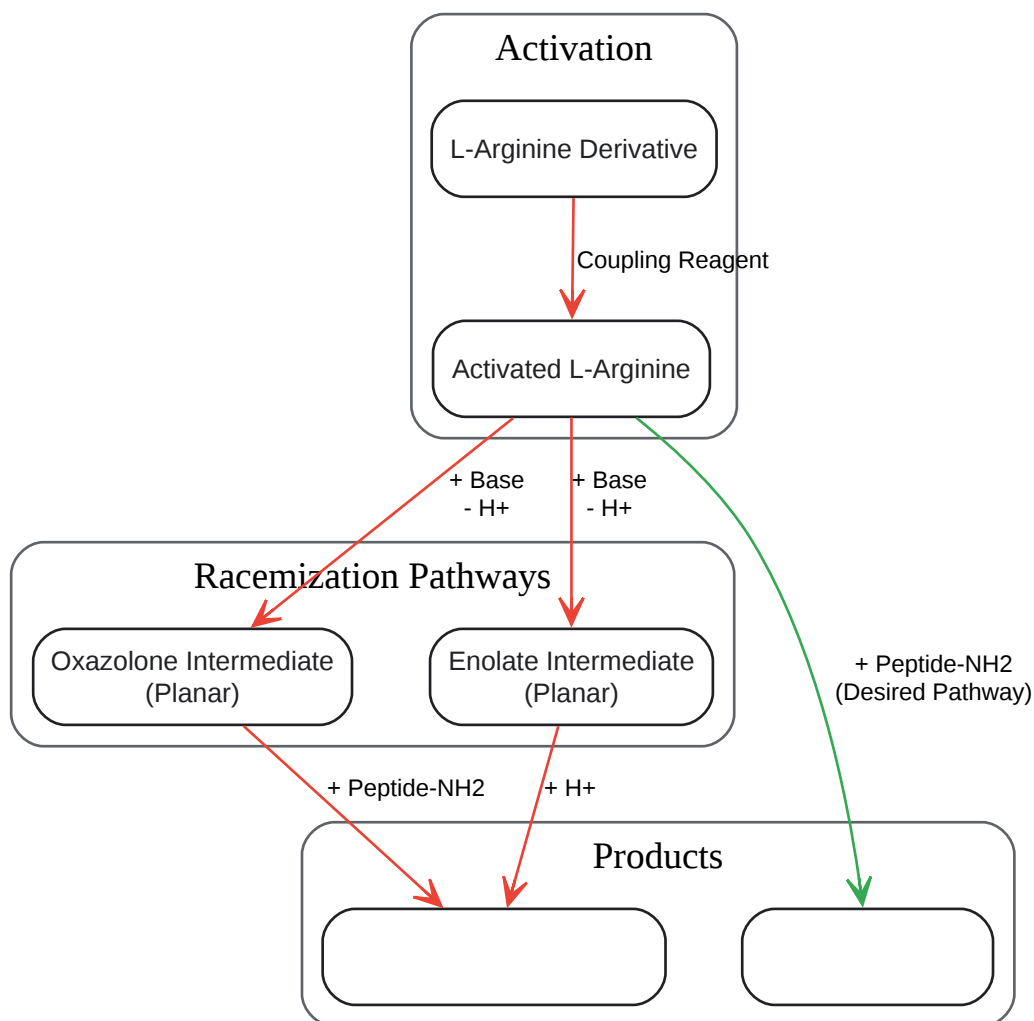 Activation
L-Arginine Derivative
Coupling Reagent
Activated L-Arginine
+ Base
- H+
+ Base
- H+
Racemization Pathways
Oxazolone Intermediate
(Planar)
Enolate Intermediate
(Planar)
+ Peptide-NH2
(Desired Pathway)
+ Peptide-NH2
+ H+
Products